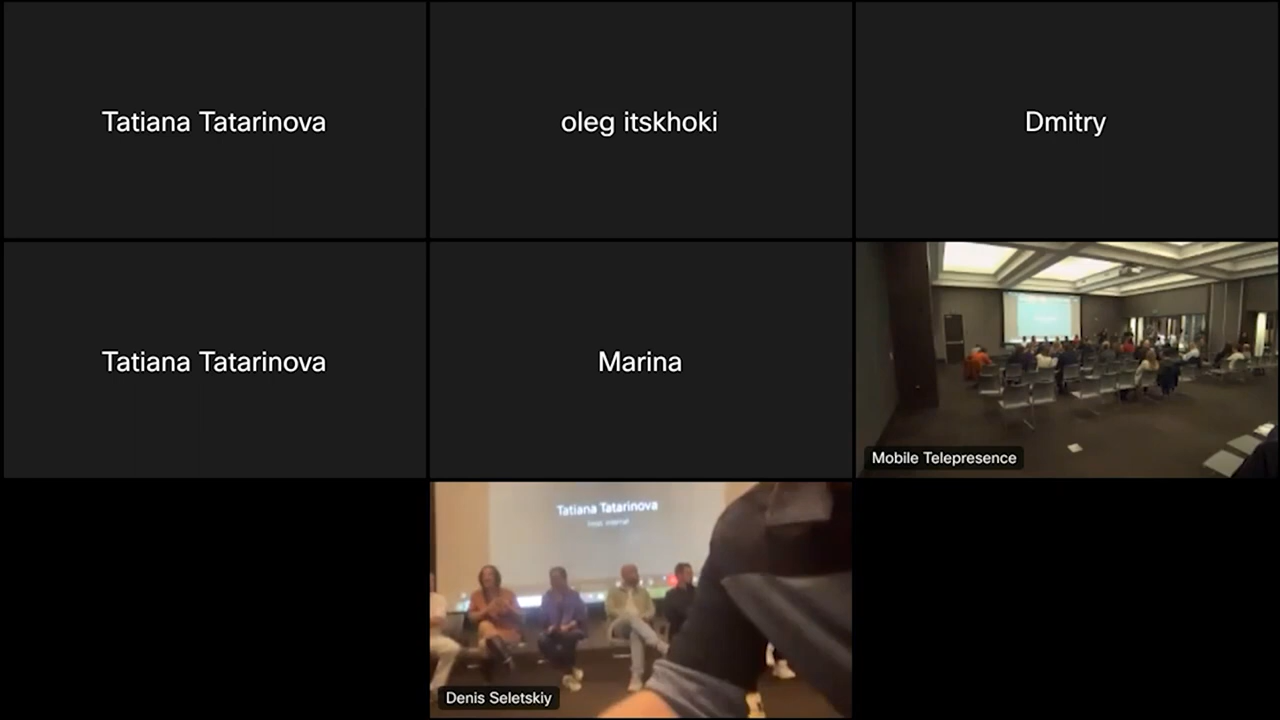 Tatiana Tatarinova
oleg itskhoki
Dmitry
Tatiana Tatarinova
Marina
Mobile Telepresence
Tatiana Tatarinova
Denis Seletskiy